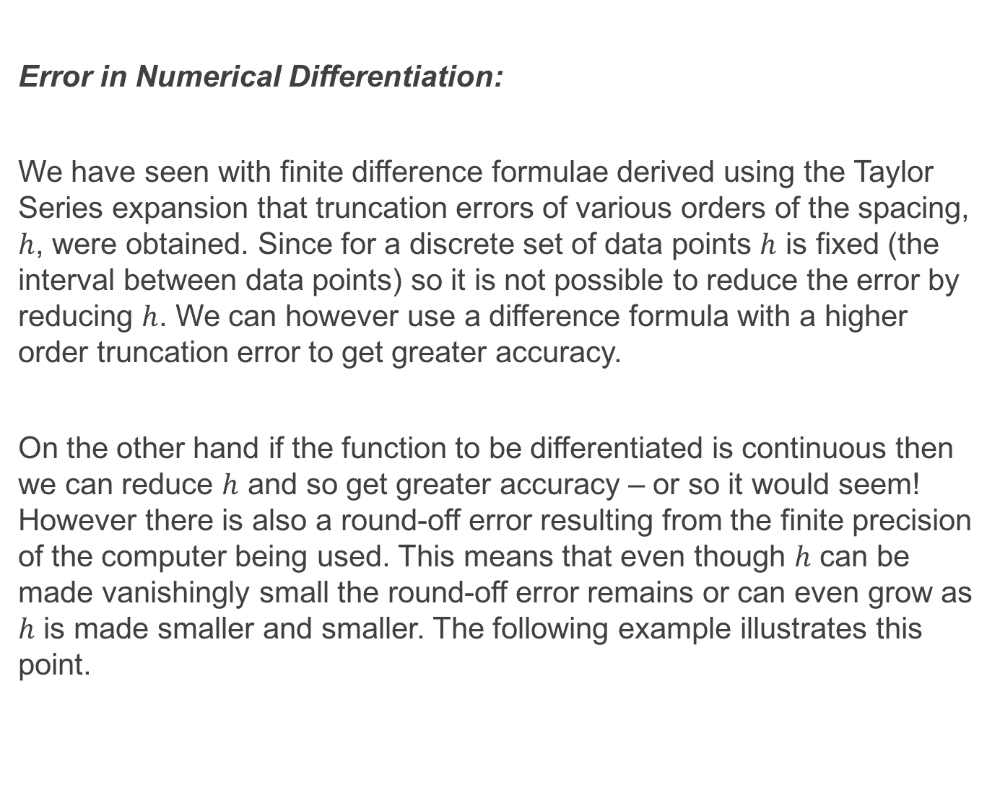 Error in Numerical Differentiation:
We have seen with finite difference formulae derived using the Taylor
Series expansion that truncation errors of various orders of the spacing,
h, were obtained. Since for a discrete set of data points h is fixed (the
interval between data points) so it is not possible to reduce the error by
reducing h. We can however use a difference formula with a higher
order truncation error to get greater accuracy.
On the other hand if the function to be differentiated is continuous then
we can reduce h and so get greater accuracy – or so it would seem!
However there is also a round-off error resulting from the finite precision
of the computer being used. This means that even though h can be
made vanishingly small the round-off error remains or can even grow as
h is made smaller and smaller. The following example illustrates this
point.